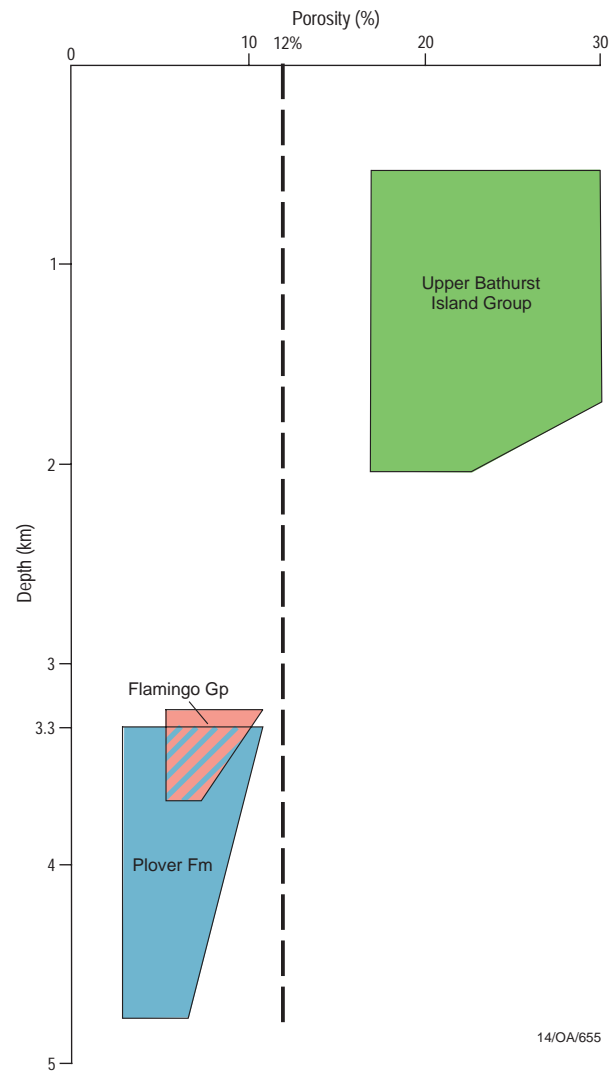 Porosity (%)
0
10
12%
20
30
1
Upper Bathurst
Island Group
2
Depth (km)
3
Flamingo Gp
3.3
Plover Fm
4
14/OA/655
5